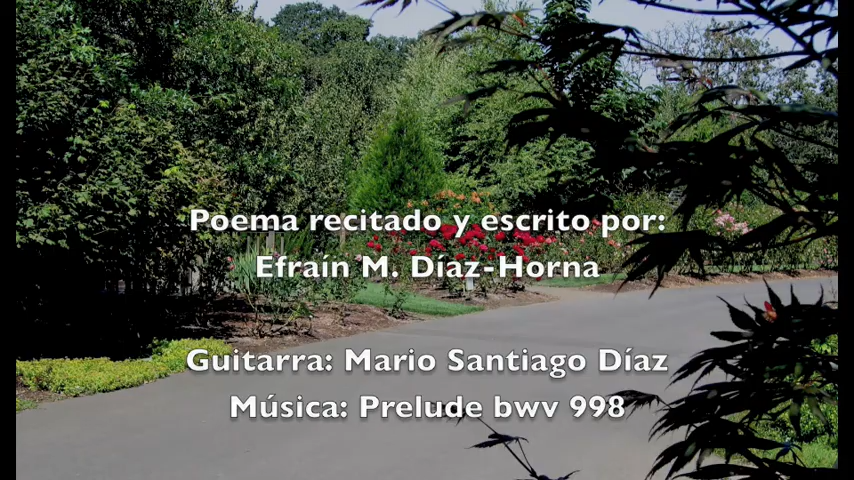 Poema recitado y escrito por:
Efraín M. Díaz-Horna
Guitarra: Mario Santiago Díaz
Música: Prelude bwv 998